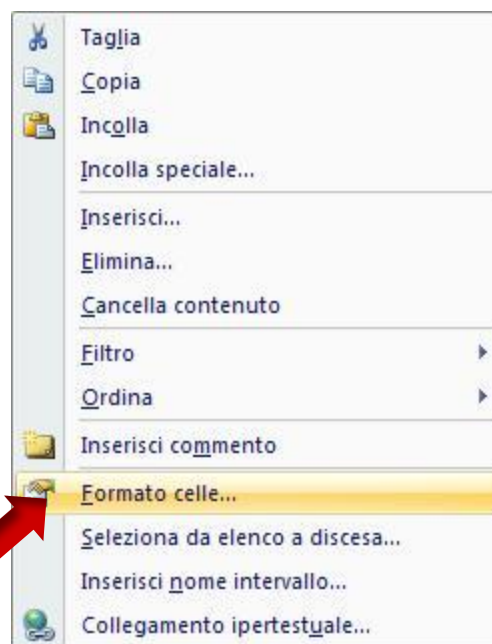 Taglia
Copia
Incolla
Incolla speciale...
Inserisci...
Elimina...
Cancella contenuto
Filtro
Ordina
Inserisci commento
Formato celle...
Seleziona da elenco a discesa...
Inserisci nome intervallo...
Collegamento ipertestuale...